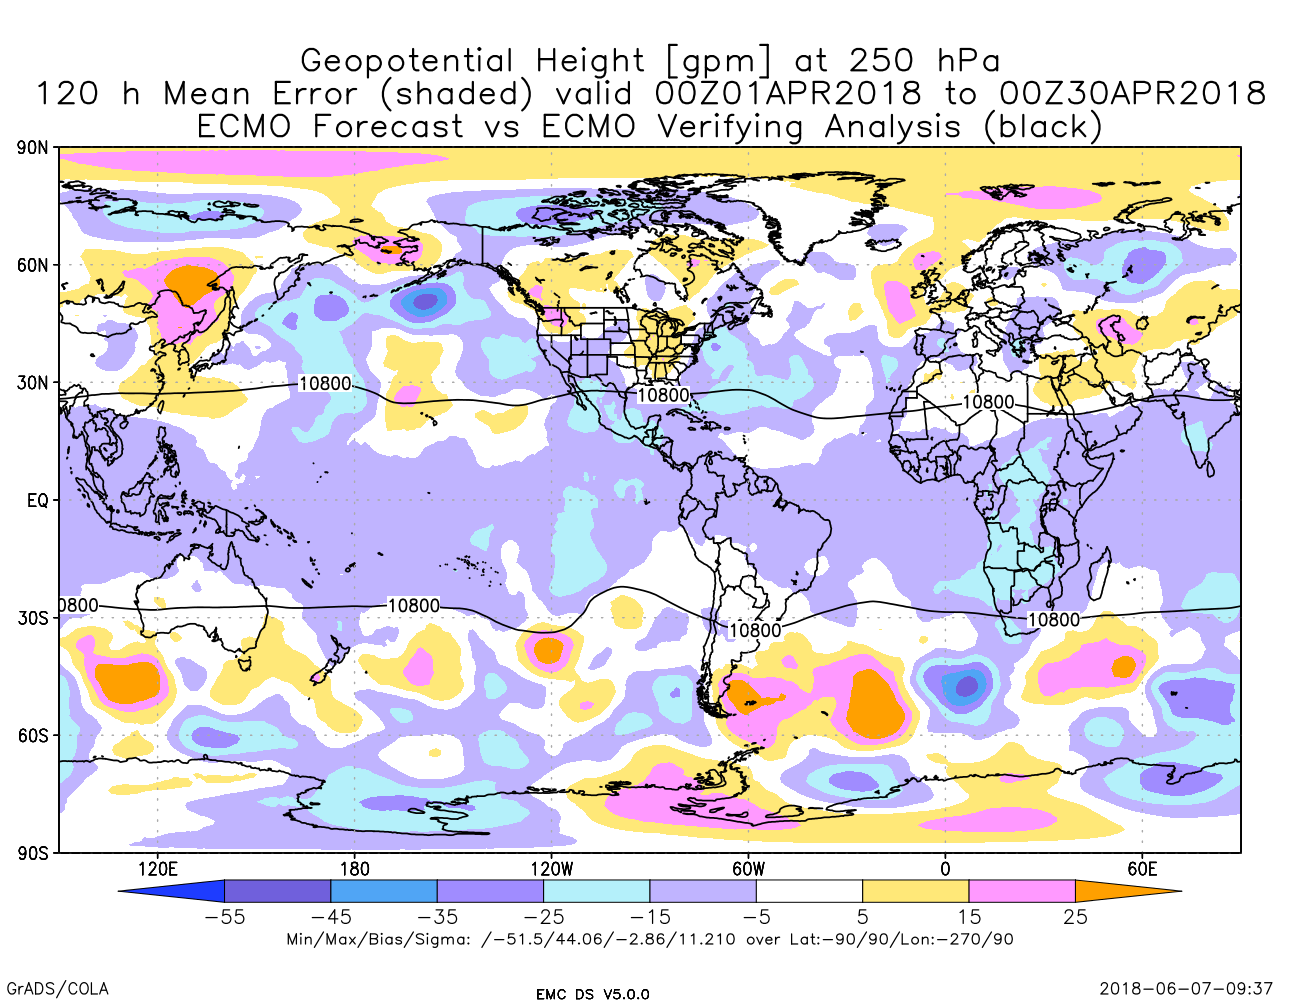 Geopotential Height [gpm] at 250 hPa
120 h Mean Error (shaded) valid 00Z01APR2018 to 00Z30APR2018
ECMO Forecast vs ECMO Verifying Analysis (black)
90N
60N
30N
EQ
30S
60S
90S
10800
10800
10800
0800
10800
10800
10800
120E 180 120W 60W 0 60E
−55 −45 −35 −25 −15 −5 5 15 25
Min/Max/Bias/Sigma: /−51.5/44.06/−2.86/11.210 over Lat:−90/90/Lon:−270/90
GrADS/COLA
EMC DS V5.0.0
2018-06-07-09:37